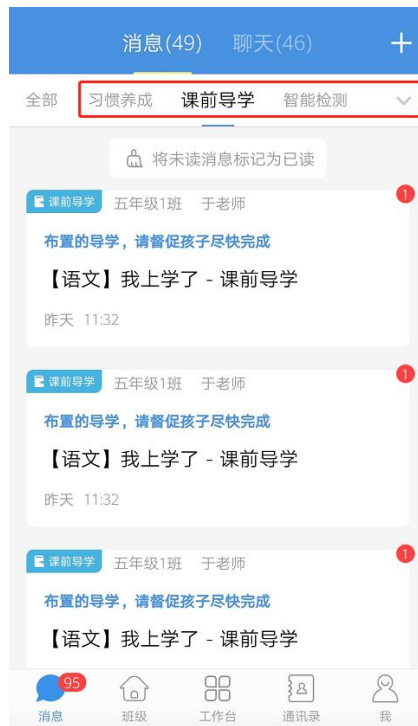 消息(49) 聊天(46) +
全部 习惯养成 课前导学 智能检测
将未读消息标记为已读
课前导学 五年级1班 于老师 1
布置的导学，请督促孩子尽快完成
【语文】我上学了 - 课前导学
昨天 11:32
课前导学 五年级1班 于老师 1
布置的导学，请督促孩子尽快完成
【语文】我上学了 - 课前导学
昨天 11:32
课前导学 五年级1班 于老师 1
布置的导学，请督促孩子尽快完成
【语文】我上学了 - 课前导学
95
消息 班级 工作台 通讯录 我